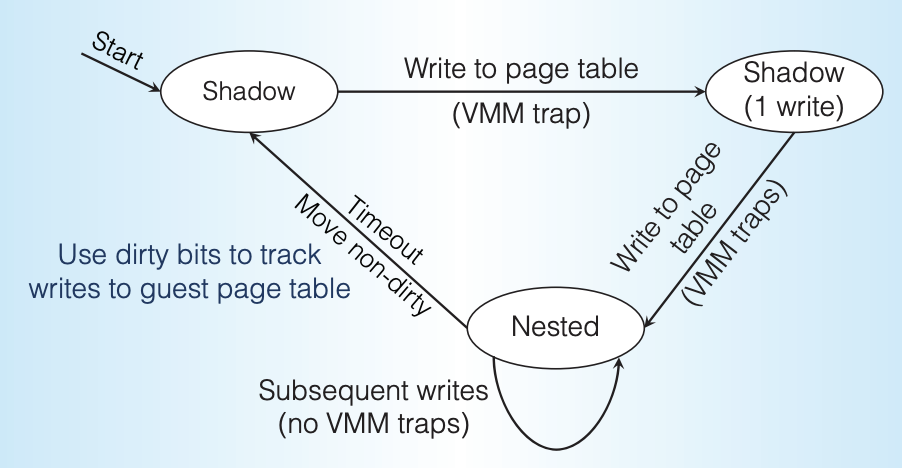 Start
Shadow
Write to page table
(VMM trap)
Shadow
(1 write)
Write to page
table
(VMM traps)
Timeout
Move non-dirty
Use dirty bits to track
writes to guest page table
Nested
Subsequent writes
(no VMM traps)